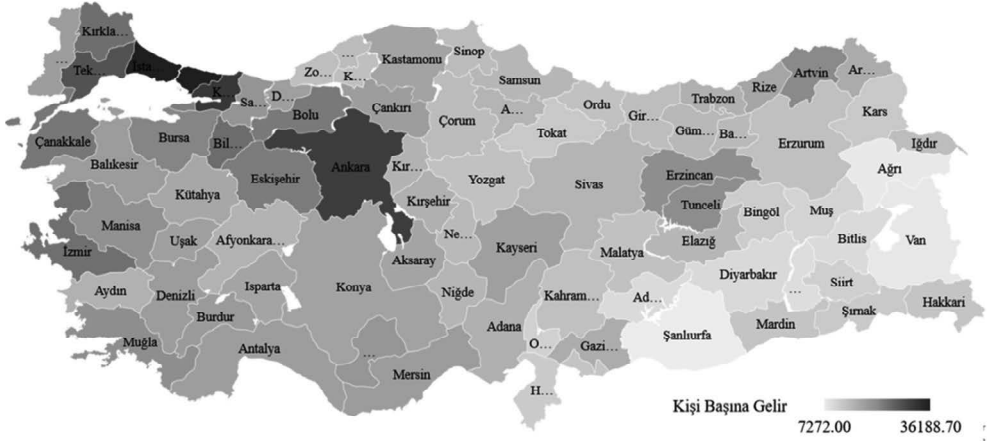 Kırkla...
...
Tek...
İsta...
K...
Sa...
D...
Zo...
...
K...
Kastamonu
Sinop
Samsun
Çankırı
Çorum
A...
Ordu
Tokat
Gir...
Trabzon
Rize
Artvin
Ar...
Kars
Iğdır
Güm...
Ba...
Erzurum
Ağrı
Çanakkale
Balıkesir
Bursa
Bil...
Bolu
Eskişehir
Ankara
Kır...
Yozgat
Sivas
Erzincan
Tunceli
Bingöl
Muş
Bitlis
Van
Kütahya
Manisa
İzmir
Uşak
Afyonkara...
Kırşehir
Ne...
Aksaray
Kayseri
Malatya
Elazığ
Diyarbakır
Siirt
...
Şırnak
Hakkari
Mardin
Şanlıurfa
Ad...
Kahram...
Gazi...
O...
H...
Adana
Niğde
Konya
Isparta
Aydın
Denizli
Burdur
Muğla
Antalya
...
Mersin
Kişi Başına Gelir
7272.00 36188.70